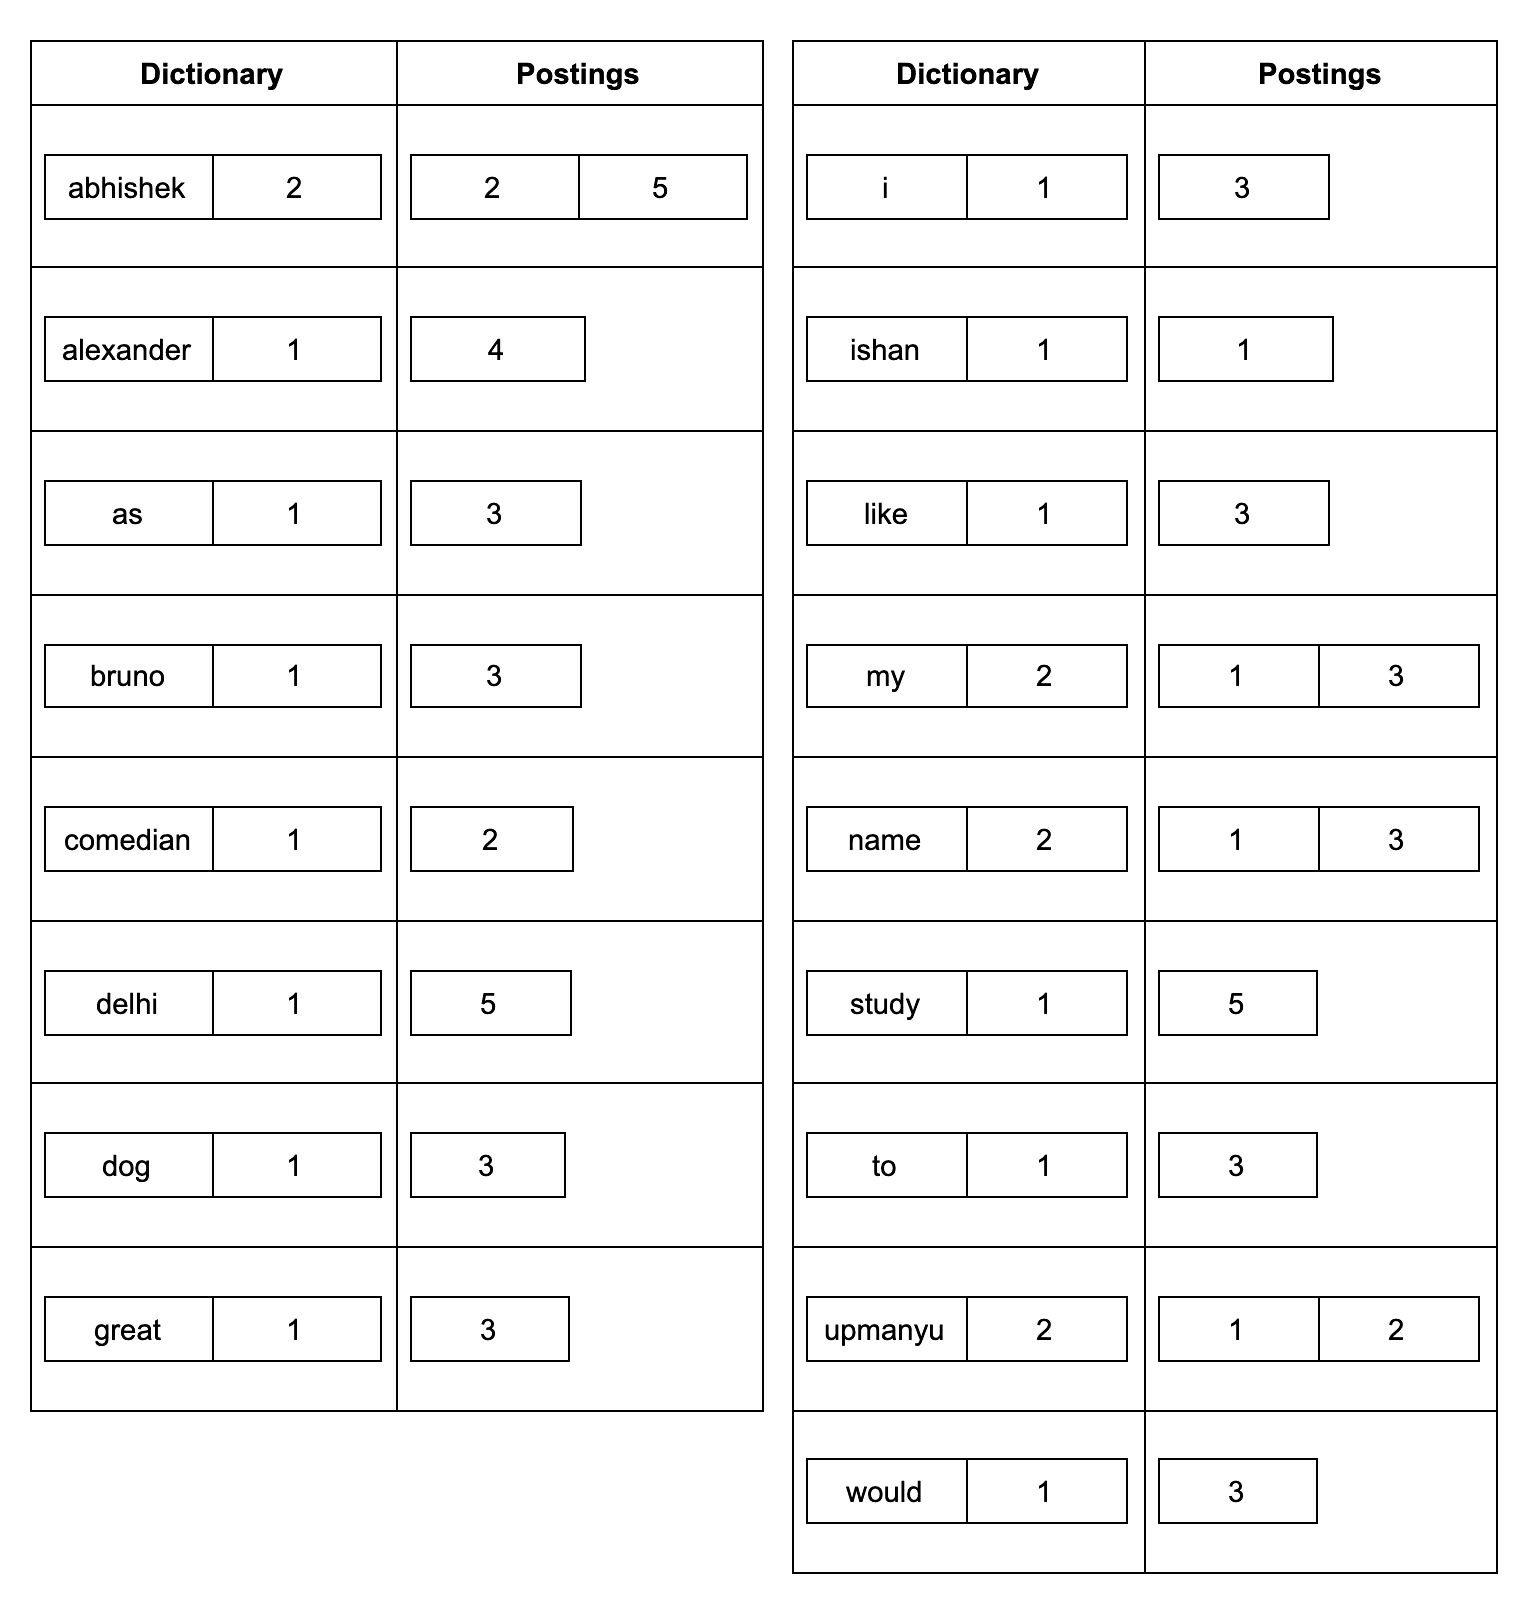 Dictionary Postings
abhishek 2 2 5
alexander 1 4
as 1 3
bruno 1 3
comedian 1 2
delhi 1 5
dog 1 3
great 1 3
Dictionary Postings
i 1 3
ishan 1 1
like 1 3
my 2 1 3
name 2 1 3
study 1 5
to 1 3
upmanyu 2 1 2
would 1 3